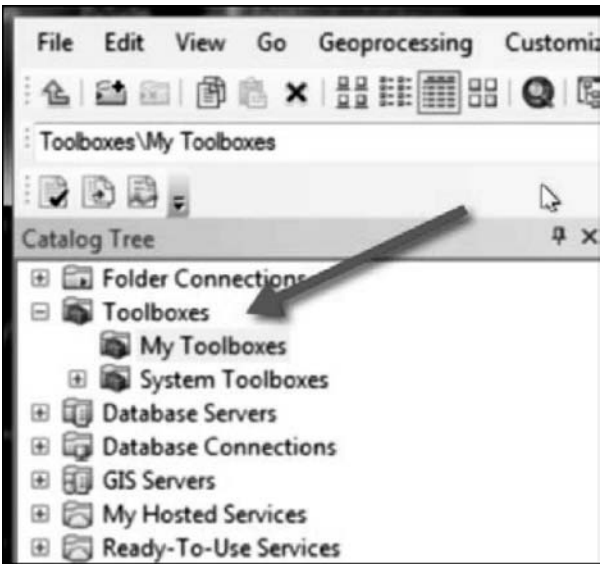 File Edit View Go Geoprocessing
Toolboxes\My Toolboxes
Catalog Tree
Folder Connections
Toolboxes
My Toolboxes
System Toolboxes
Database Servers
Database Connections
GIS Servers
My Hosted Services
Ready-To-Use Services